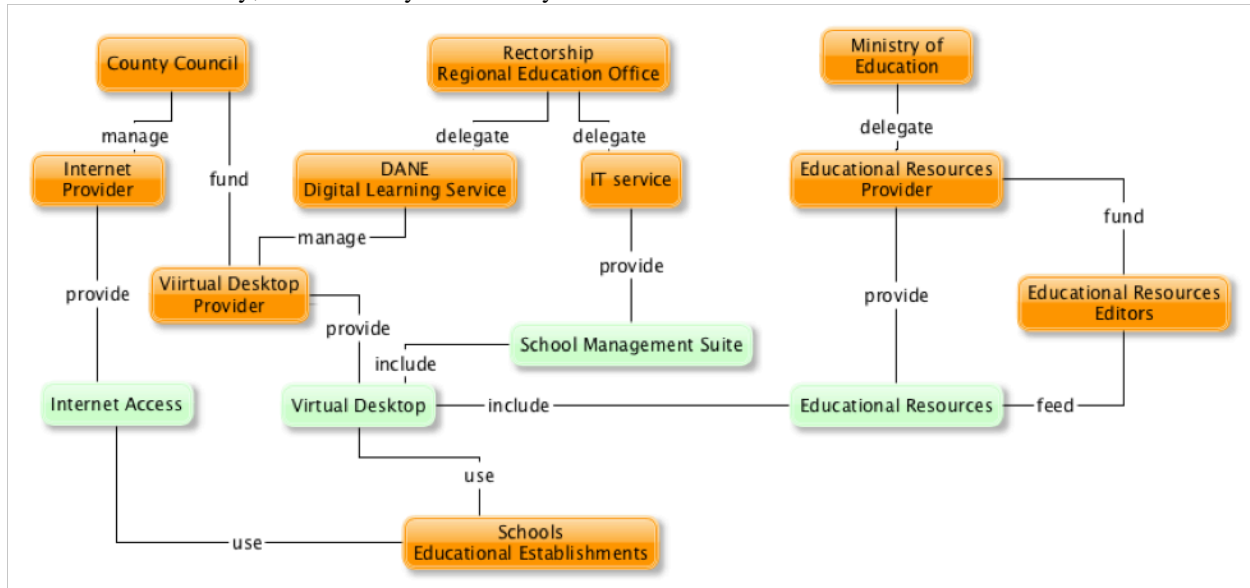 County Council
Rectorship
Regional Education Office
Ministry of
Education
manage
delegate
delegate
delegate
Internet
Provider
fund
DANE
Digital Learning Service
IT service
Educational Resources
Provider
fund
manage
provide
Viirtual Desktop
Provider
provide
provide
Educational Resources
Editors
provide
School Management Suite
include
Internet Access
Virtual Desktop
include
Educational Resources
feed
use
Schools
Educational Establishments
use